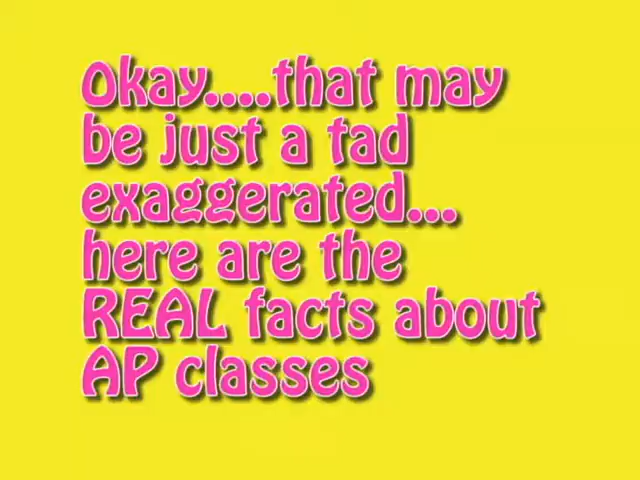 Okay....that may
be just a tad
exaggerated...
here are the
REAL facts about
AP classes